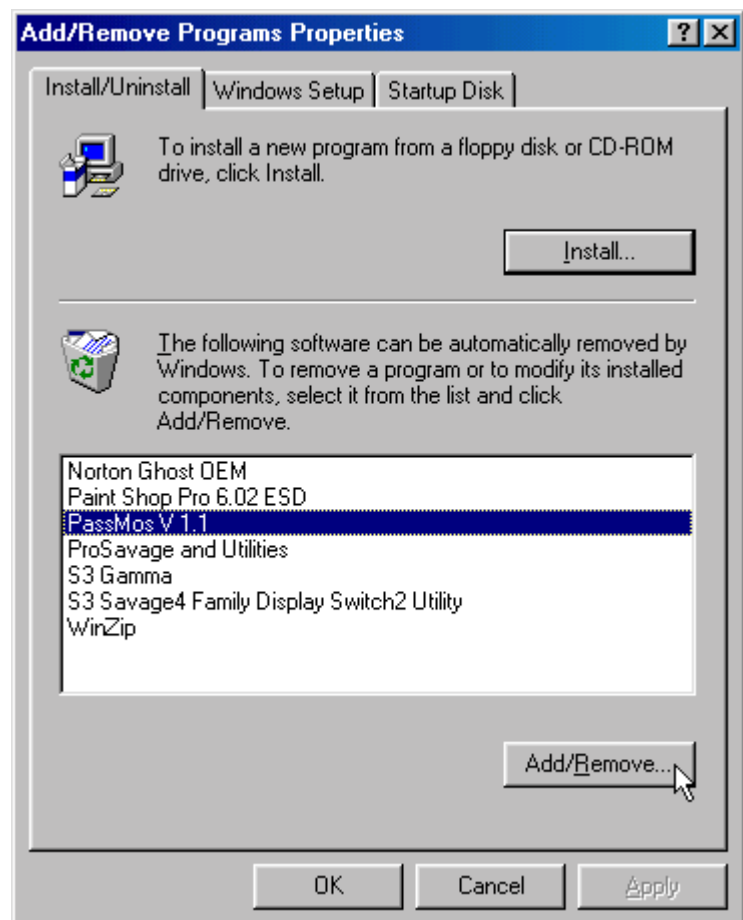 Add/Remove Programs Properties
Install/Uninstall
Windows Setup
Startup Disk
To install a new program from a floppy disk or CD-ROM
drive, click Install.
Install...
The following software can be automatically removed by
Windows. To remove a program or to modify its installed
components, select it from the list and click
Add/Remove.
Norton Ghost OEM
Paint Shop Pro 6.02 ESD
PassMos V 1.1
ProSavage and Utilities
S3 Gamma
S3 Savage4 Family Display Switch2 Utility
WinZip
Add/Remove...
OK
Cancel
Apply